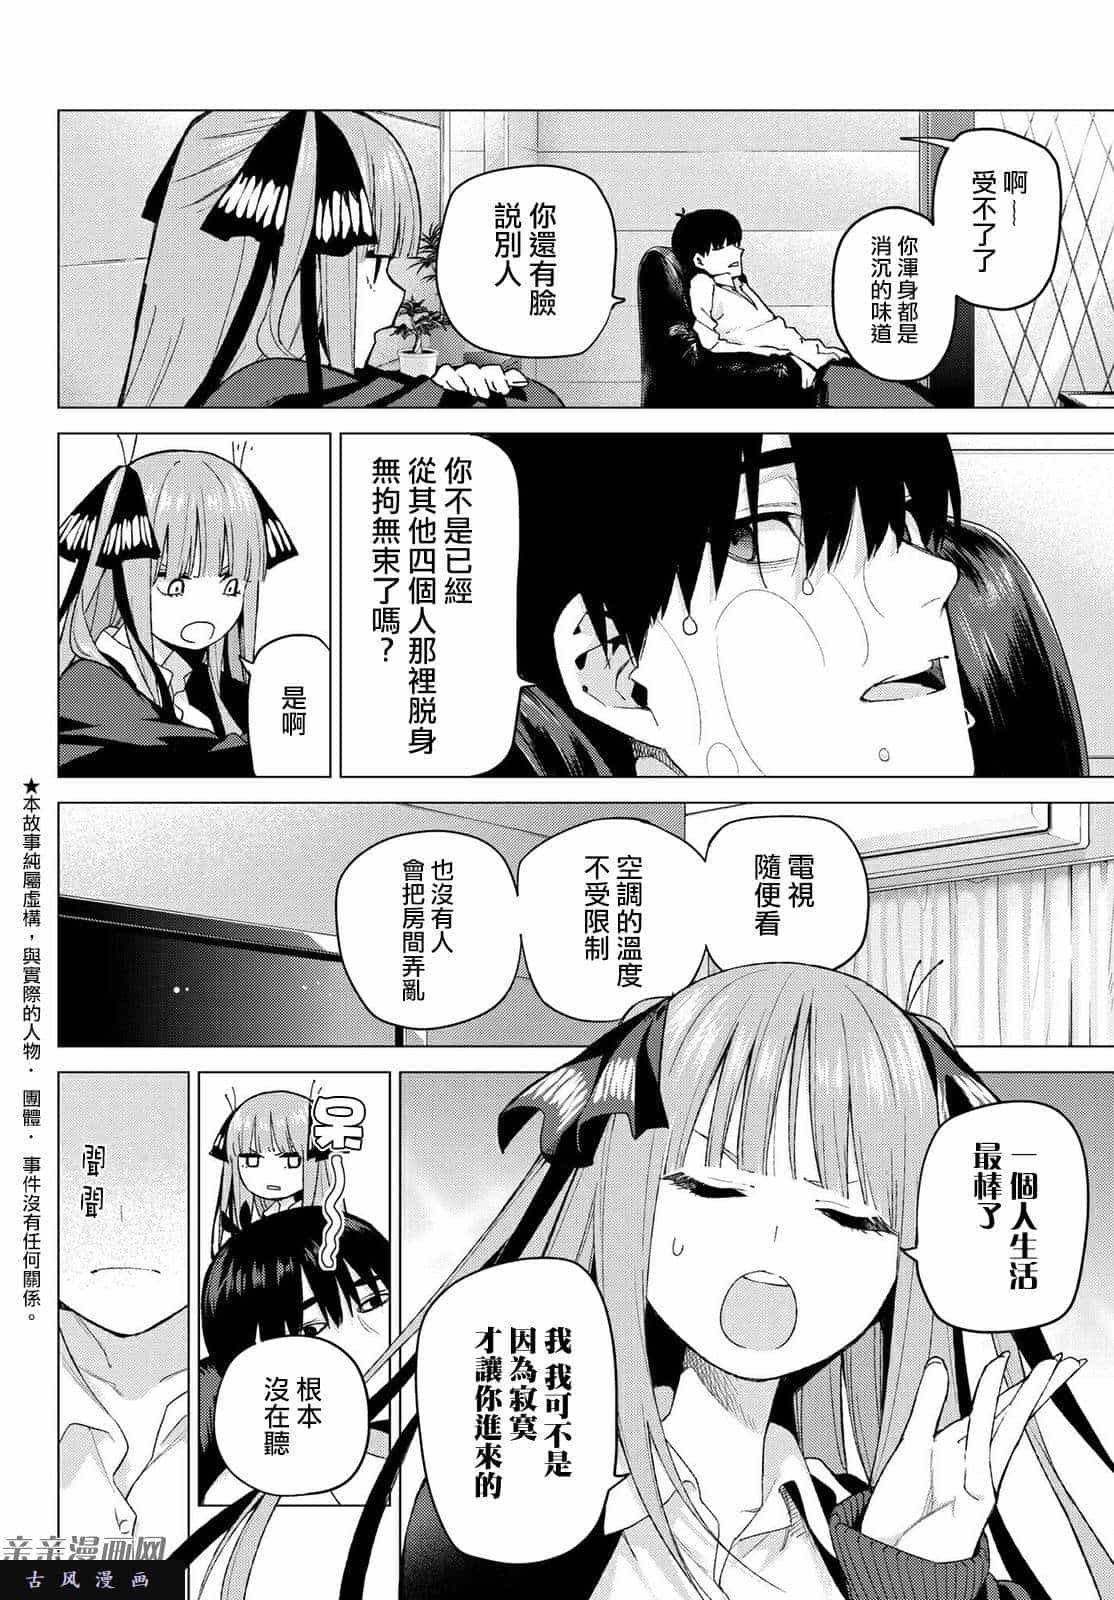 啊~
受不了了
你渾身都是
消沉的味道
你還有臉
説別人
你不是已經
從其他四個人那裡脱身
無拘無束了嗎？
是啊
電視
隨便看
空調的溫度
不受限制
也沒有人
會把房間弄亂
一個人生活
最棒了
我 我可不是
因為寂寞
才讓你進來的
呆~
根本
沒在聽
聞
聞
★本故事純屬虛構，與實際的人物．團體．事件沒有任何關係。
亲亲漫画网
古风漫画